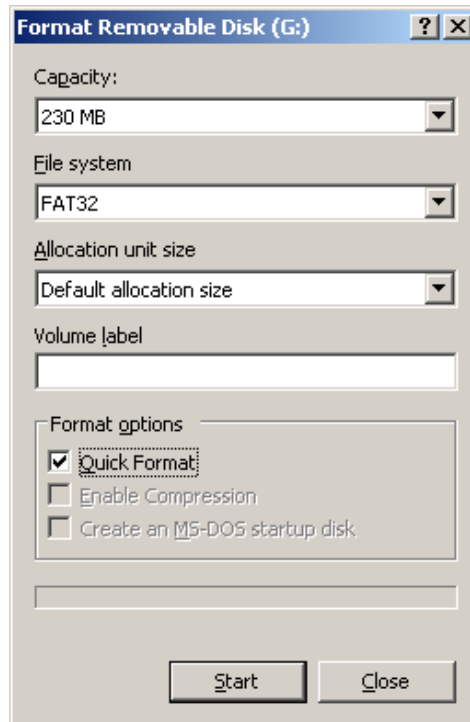 Format Removable Disk (G:)
Capacity:
230 MB
File system
FAT32
Allocation unit size
Default allocation size
Volume label
Format options
Quick Format
Enable Compression
Create an MS-DOS startup disk
Start Close